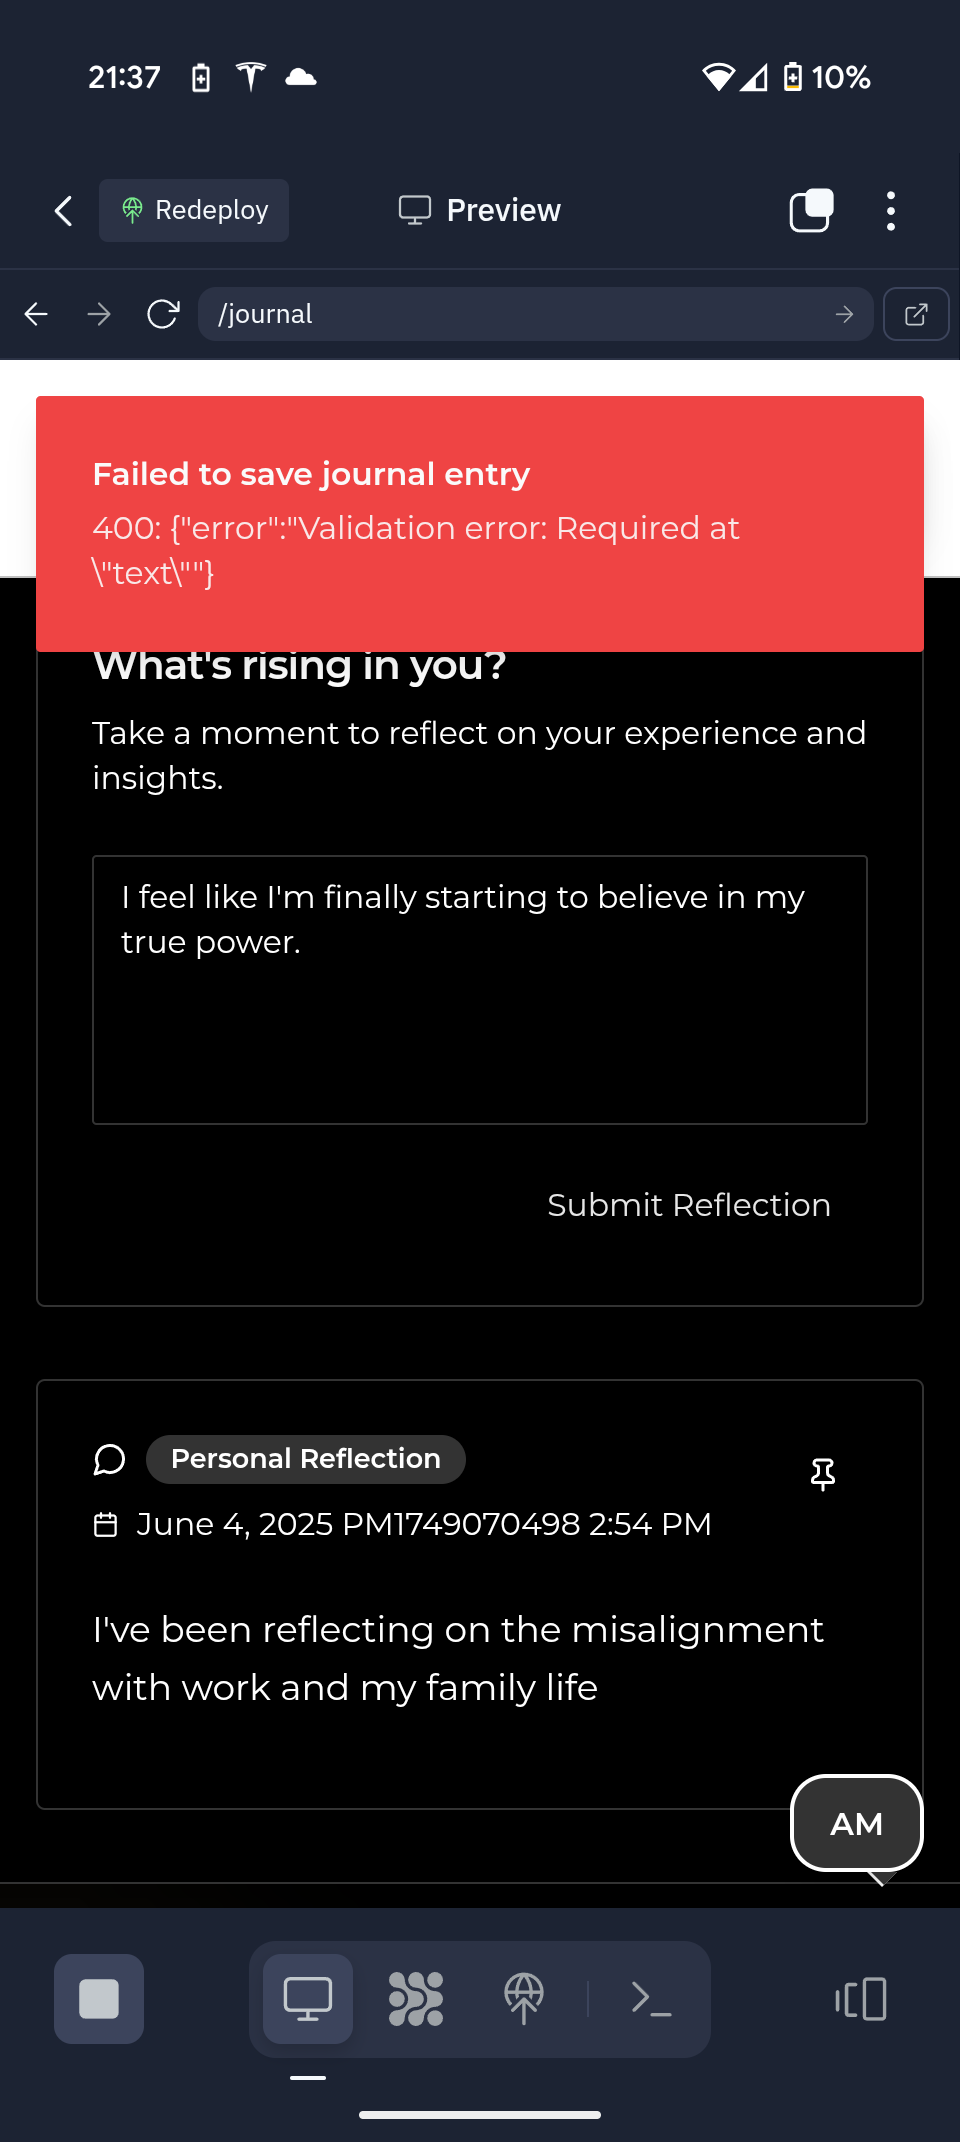 21:37
10%
Redeploy
Preview
/journal
Failed to save journal entry
400: {"error":"Validation error: Required at
\"text\""}
What's rising in you?
Take a moment to reflect on your experience and
insights.
I feel like I'm finally starting to believe in my
true power.
Submit Reflection
Personal Reflection
June 4, 2025 PM1749070498 2:54 PM
I've been reflecting on the misalignment
with work and my family life
AM